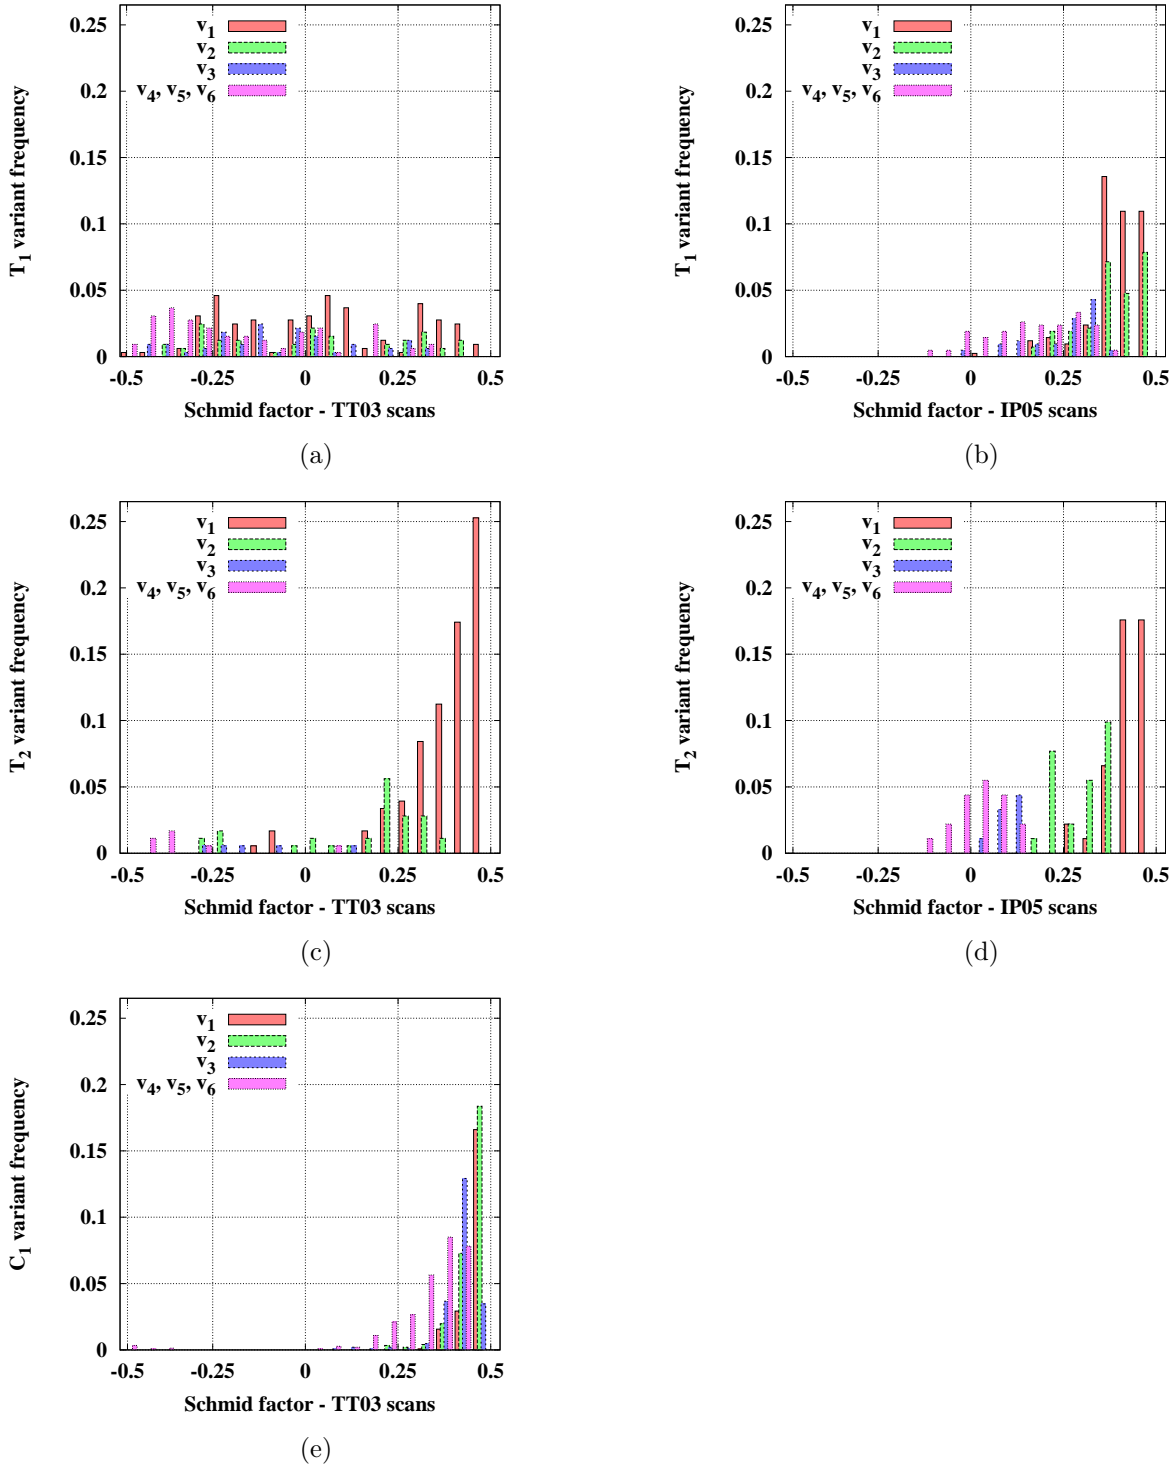 T1 variant frequency
0.25
0.2
0.15
0.1
0.05
0
v1
v2
v3
v4, v5, v6
-0.5 -0.25 0 0.25 0.5
Schmid factor - TT03 scans
(a)
T1 variant frequency
0.25
0.2
0.15
0.1
0.05
0
v1
v2
v3
v4, v5, v6
-0.5 -0.25 0 0.25 0.5
Schmid factor - IP05 scans
(b)
T2 variant frequency
0.25
0.2
0.15
0.1
0.05
0
v1
v2
v3
v4, v5, v6
-0.5 -0.25 0 0.25 0.5
Schmid factor - TT03 scans
(c)
T2 variant frequency
0.25
0.2
0.15
0.1
0.05
0
v1
v2
v3
v4, v5, v6
-0.5 -0.25 0 0.25 0.5
Schmid factor - IP05 scans
(d)
C1 variant frequency
0.25
0.2
0.15
0.1
0.05
0
v1
v2
v3
v4, v5, v6
-0.5 -0.25 0 0.25 0.5
Schmid factor - TT03 scans
(e)